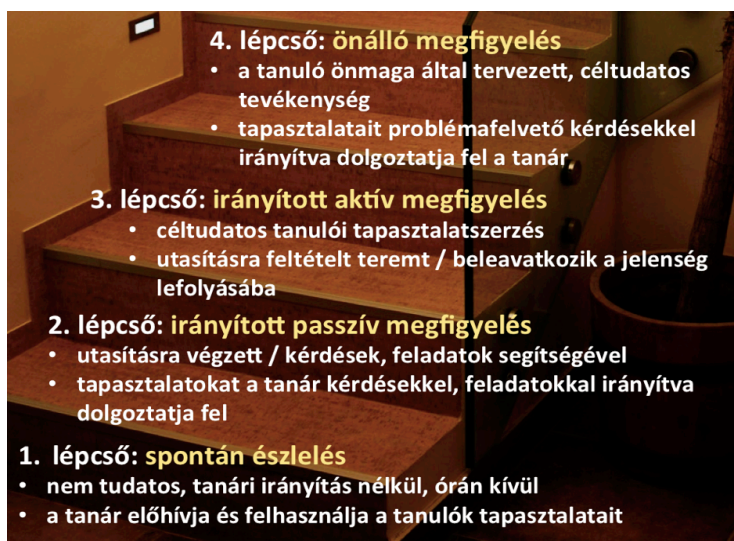 4. lépcső: önálló megfigyelés
• a tanuló önmaga által tervezett, céltudatos
tevékenység
• tapasztalatait problémafelvető kérdésekkel
irányítva dolgoztatja fel a tanár
3. lépcső: irányított aktív megfigyelés
• céltudatos tanulói tapasztalatszerzés
• utasításra feltételt teremt / beleavatkozik a jelenség
lefolyásába
2. lépcső: irányított passzív megfigyelés
• utasításra végzett / kérdések, feladatok segítségével
• tapasztalatokat a tanár kérdésekkel, feladatokkal irányítva
dolgoztatja fel
1. lépcső: spontán észlelés
• nem tudatos, tanári irányítás nélkül, órán kívül
• a tanár előhívja és felhasználja a tanulók tapasztalatait